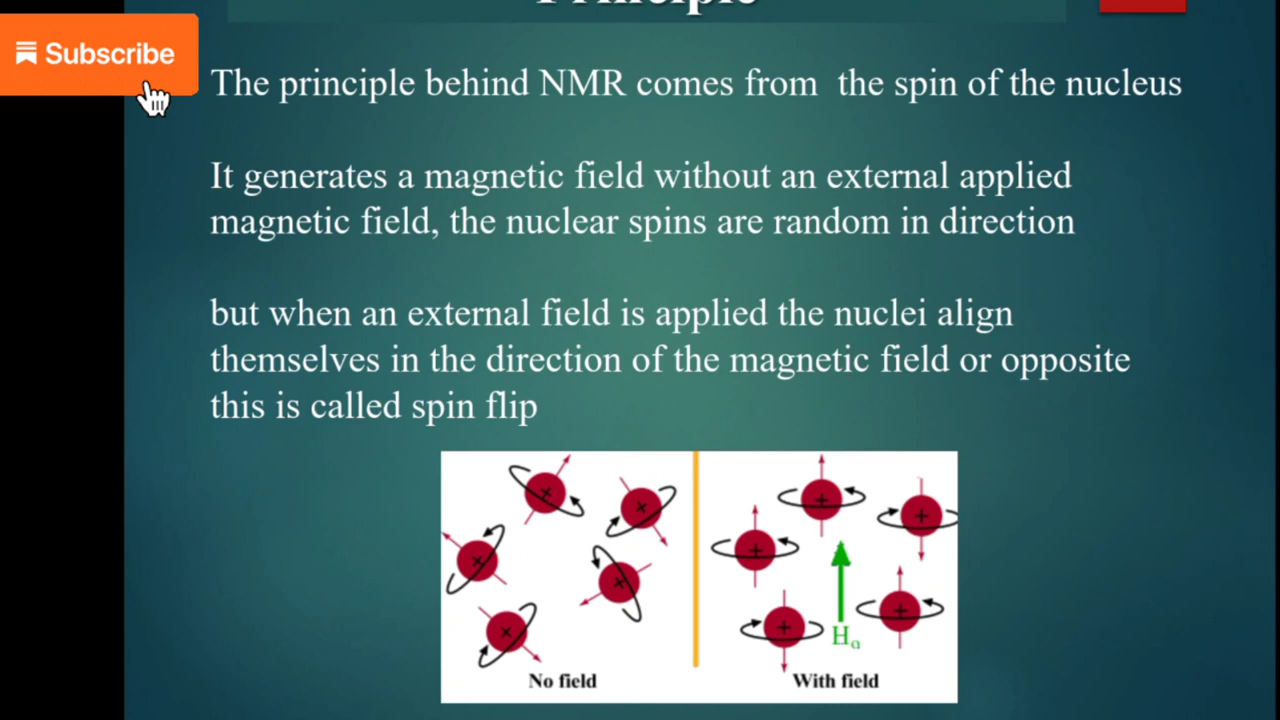 Principle
Subscribe
The principle behind NMR comes from the spin of the nucleus
It generates a magnetic field without an external applied
magnetic field, the nuclear spins are random in direction
but when an external field is applied the nuclei align
themselves in the direction of the magnetic field or opposite
this is called spin flip
H₀
No field
With field